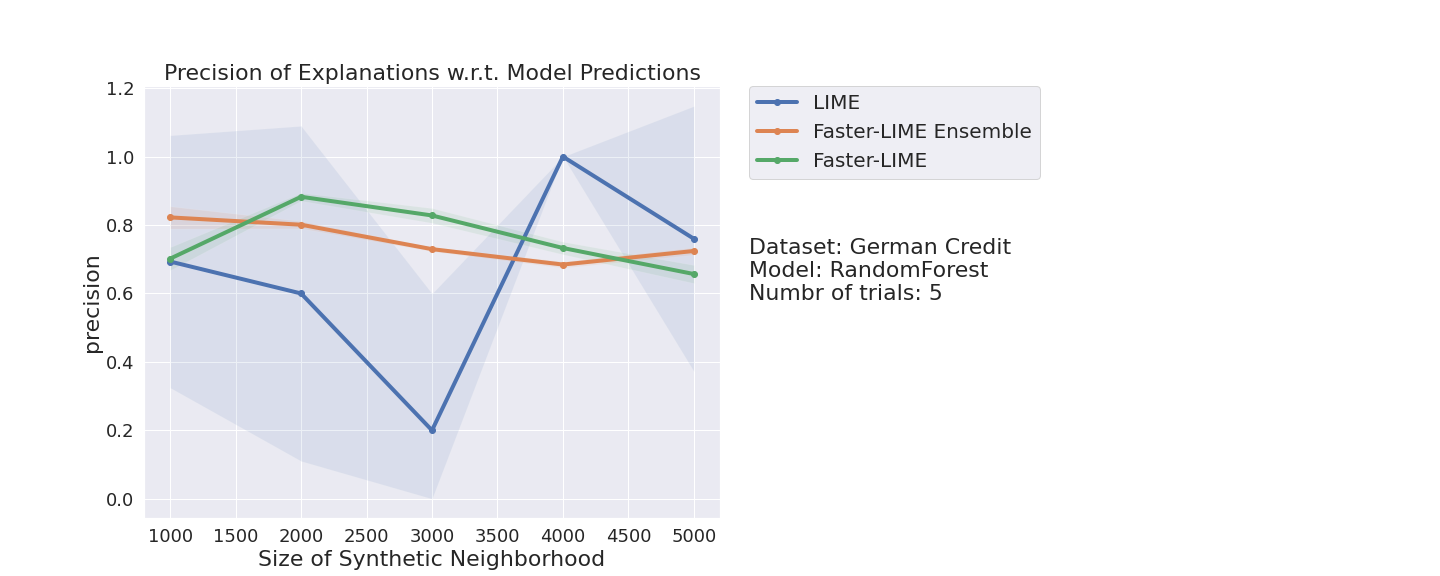 Precision of Explanations w.r.t. Model Predictions
1.2
1.0
0.8
0.6
0.4
0.2
0.0
precision
1000 1500 2000 2500 3000 3500 4000 4500 5000
Size of Synthetic Neighborhood
LIME
Faster-LIME Ensemble
Faster-LIME
Dataset: German Credit
Model: RandomForest
Numbr of trials: 5